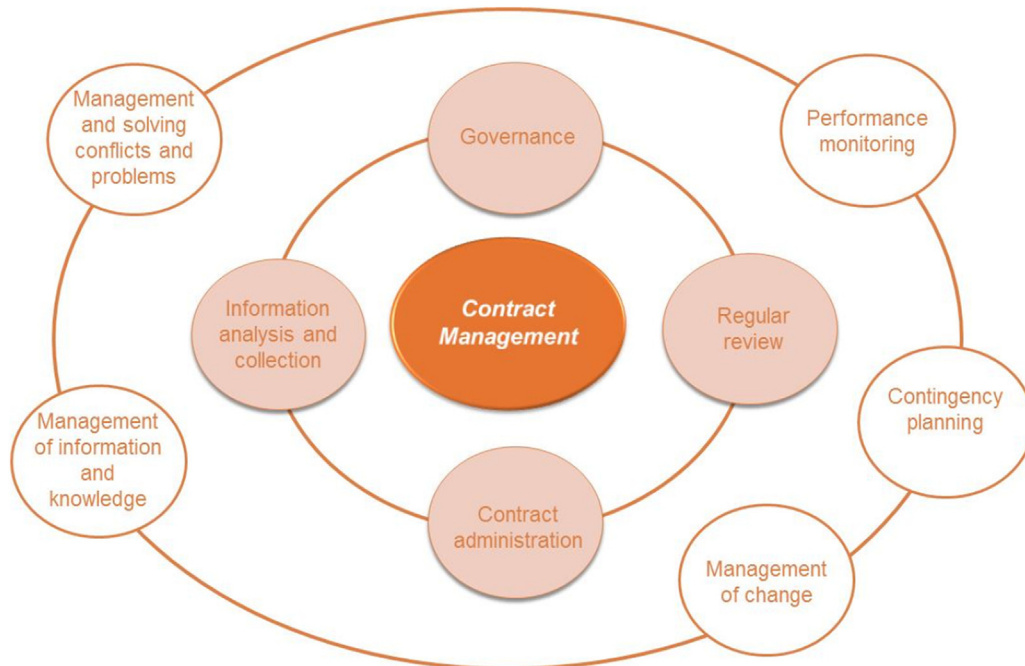 Management
and solving
conflicts and
problems
Governance
Performance
monitoring
Information
analysis and
collection
Contract
Management
Regular
review
Management
of information
and
knowledge
Contingency
planning
Contract
administration
Management
of change